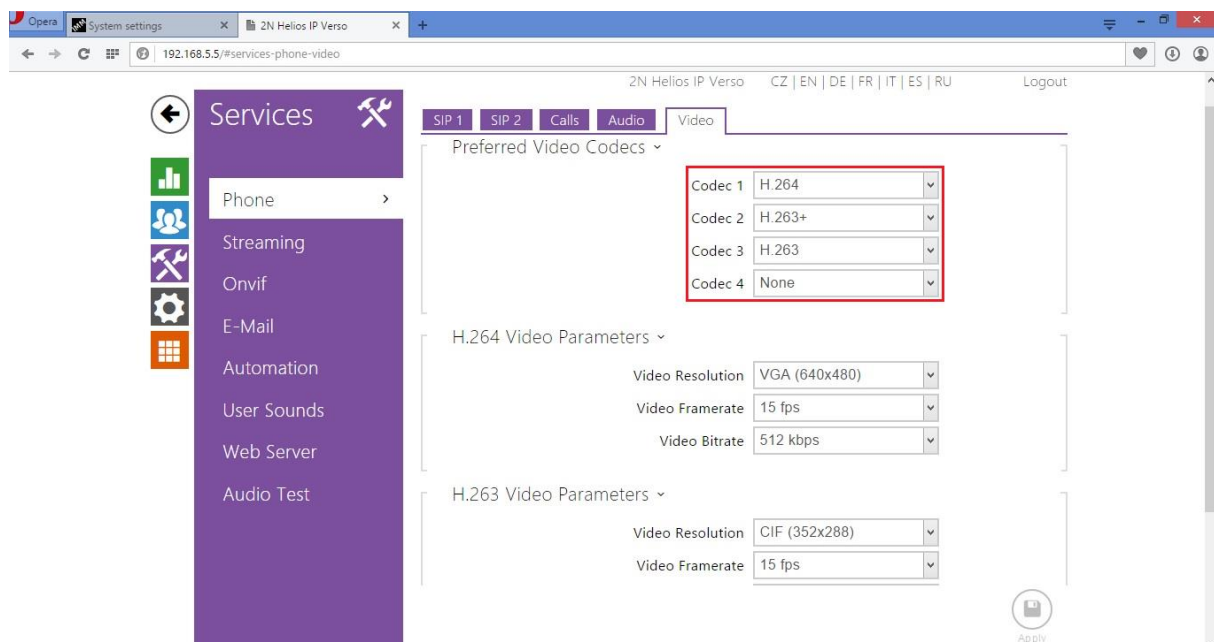 Opera
System settings
2N Helios IP Verso
192.168.5.5/#services-phone-video
2N Helios IP Verso CZ | EN | DE | FR | IT | ES | RU Logout
Services
SIP 1 SIP 2 Calls Audio Video
Preferred Video Codecs
Codec 1 H.264
Phone
Codec 2 H.263+
Streaming
Codec 3 H.263
Onvif
Codec 4 None
E-Mail
H.264 Video Parameters
Automation
Video Resolution VGA (640x480)
User Sounds
Video Framerate 15 fps
Web Server
Video Bitrate 512 kbps
Audio Test
H.263 Video Parameters
Video Resolution CIF (352x288)
Video Framerate 15 fps
Apply